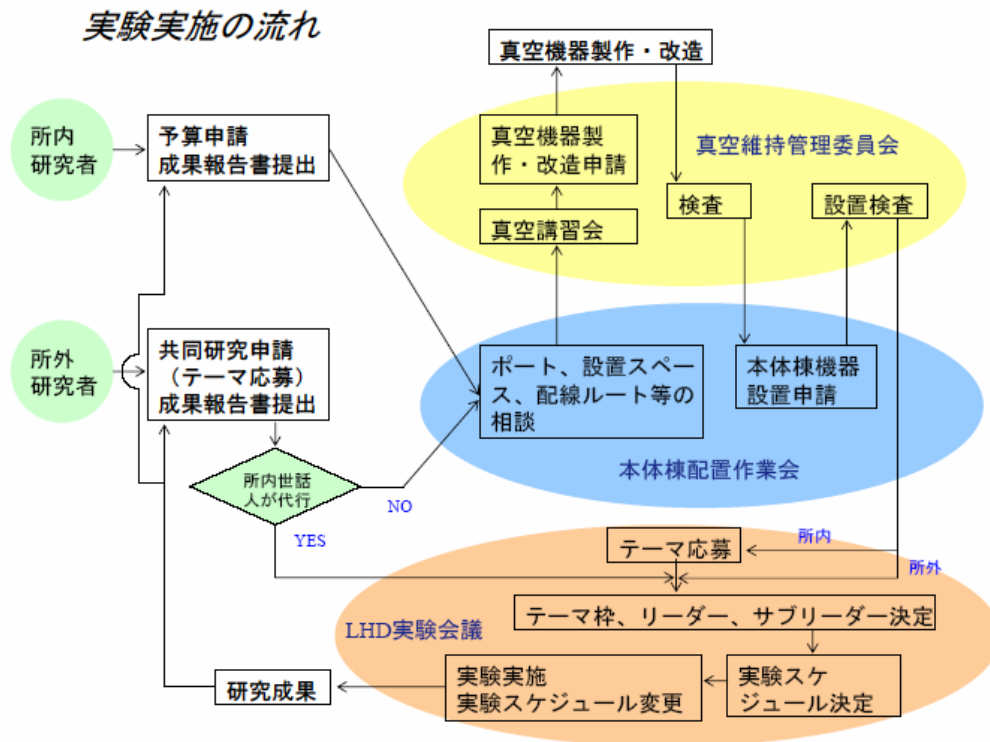 実験実施の流れ
真空機器製作・改造
所内
研究者
予算申請
成果報告書提出
真空機器製
作・改造申請
真空維持管理委員会
検査
設置検査
真空講習会
所外
研究者
共同研究申請
（テーマ応募）
成果報告書提出
ポート、設置スペー
ス、配線ルート等の
相談
本体棟機器
設置申請
本体棟配置作業会
所内世話
人が代行
NO
YES
テーマ応募
所内
所外
テーマ枠、リーダー、サブリーダー決定
LHD実験会議
実験スケ
ジュール決定
実験実施
実験スケジュール変更
研究成果